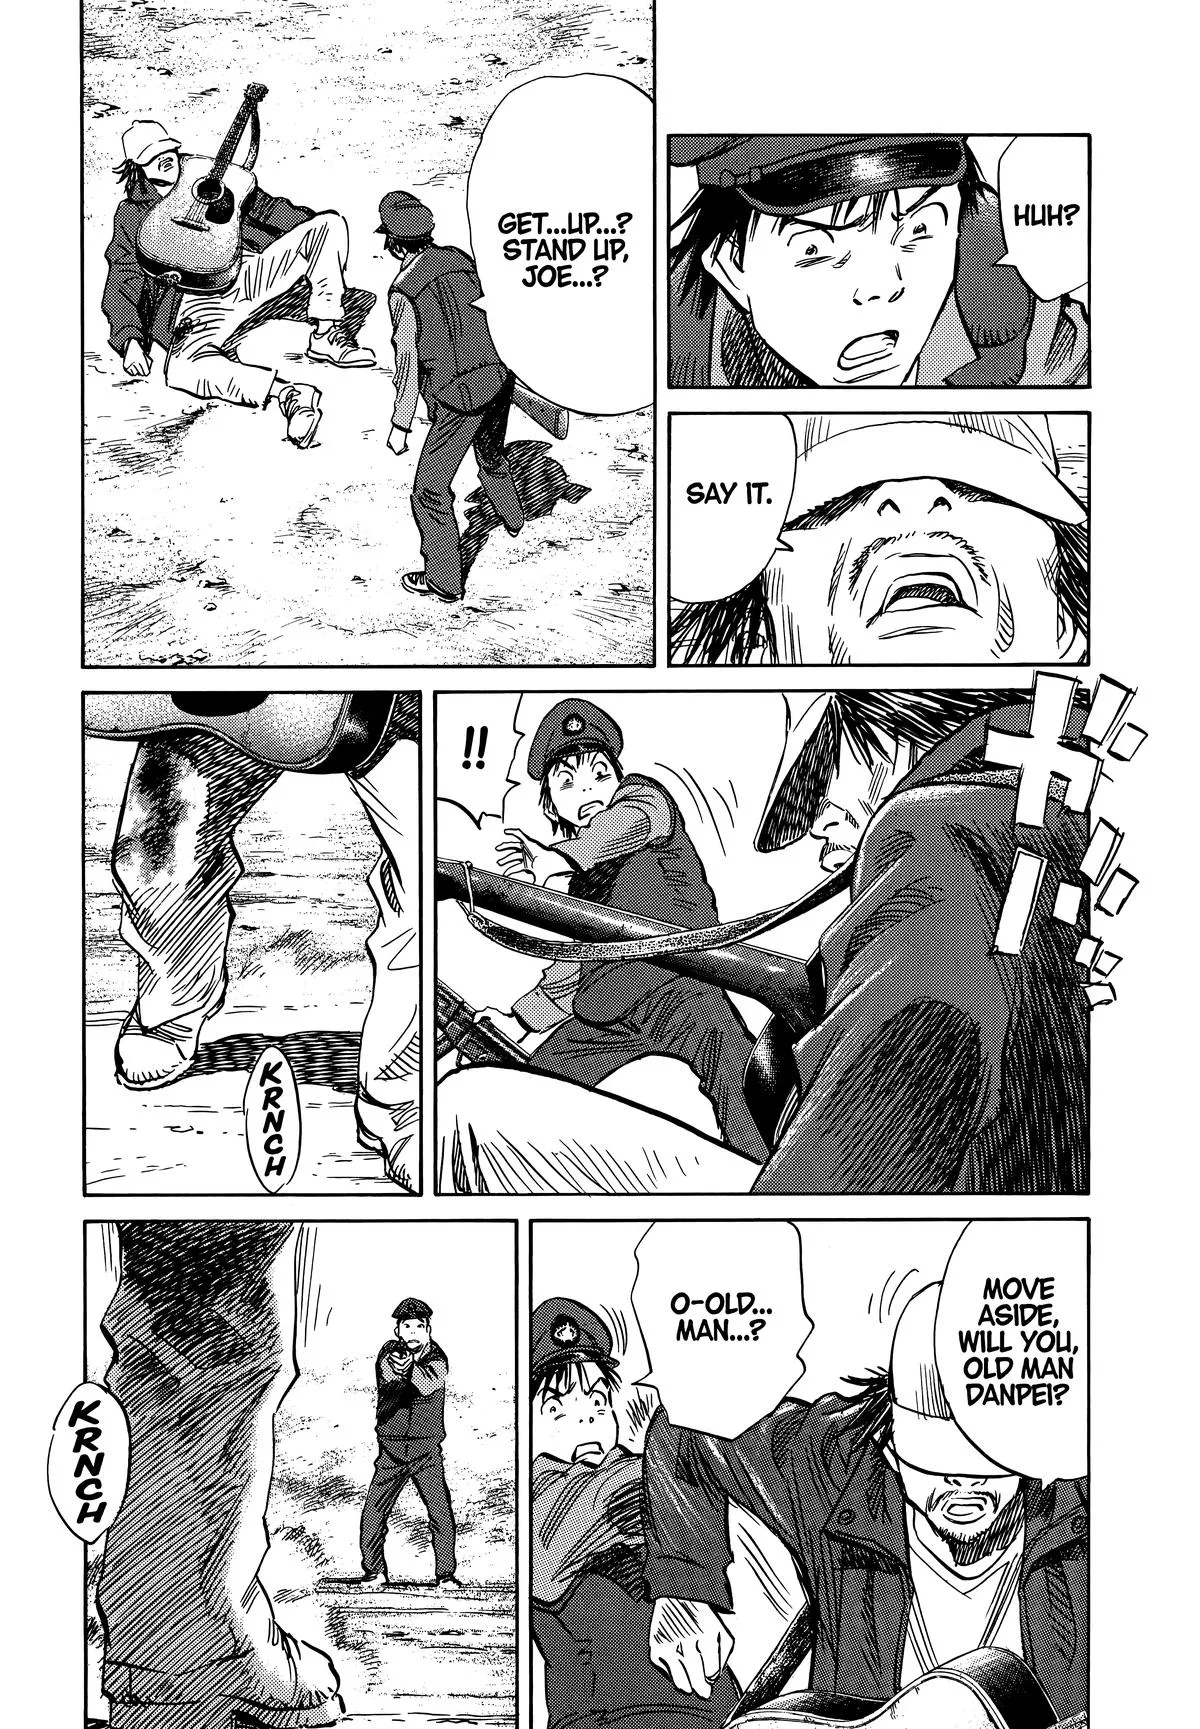 HUH?
SAY IT.
GET...UP...?
STAND UP,
JOE...?
!!
KRNCH
MOVE
ASIDE,
WILL YOU,
OLD MAN
DANPEI?
O-OLD...
MAN...?
KRNCH